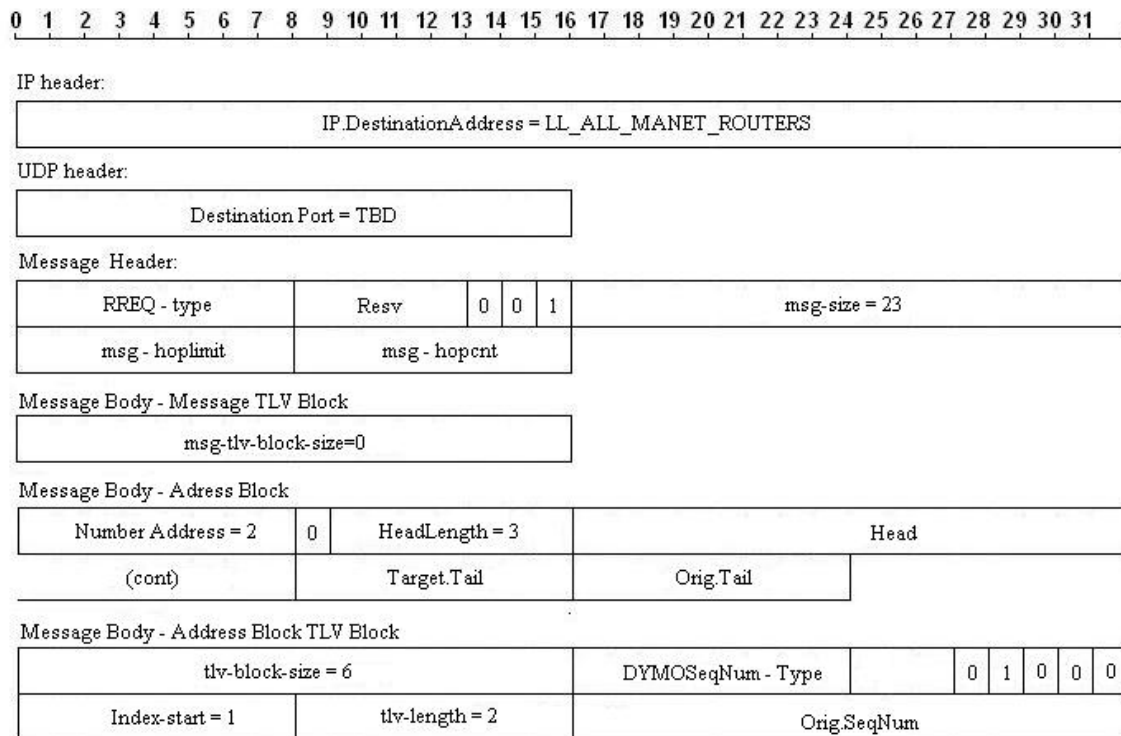 0 1 2 3 4 5 6 7 8 9 10 11 12 13 14 15 16 17 18 19 20 21 22 23 24 25 26 27 28 29 30 31
IP header:
IP.DestinationAddress = LL_ALL_MANET_ROUTERS
UDP header:
Destination Port = TBD
Message Header:
RREQ - type Resv 0 0 1 msg-size = 23
msg - hoplimit msg - hopcnt
Message Body - Message TLV Block
msg-tlv-block-size=0
Message Body - Adress Block
Number Address = 2 0 HeadLength = 3 Head
(cont) Target.Tail Orig.Tail
Message Body - Address Block TLV Block
tlv-block-size = 6 DYMOSeqNum - Type 0 1 0 0 0
Index-start = 1 tlv-length = 2 Orig.SeqNum